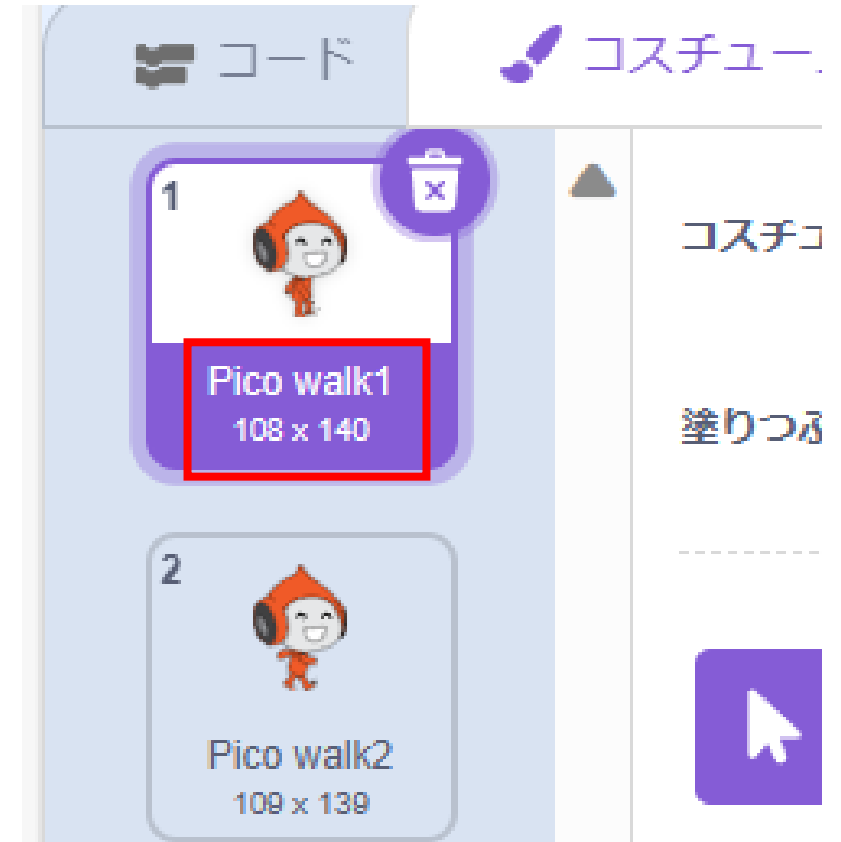 コード
コスチューム
1
Pico walk1
108 x 140
2
Pico walk2
109 x 139
コスチュ
塗りつぶ